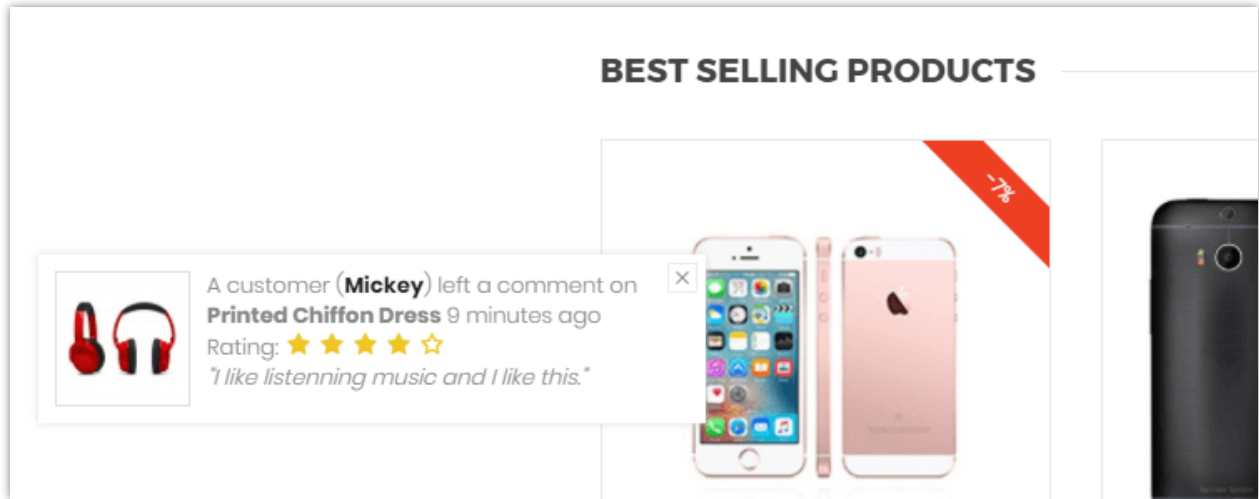 BEST SELLING PRODUCTS
-7%
A customer (Mickey) left a comment on
Printed Chiffon Dress 9 minutes ago
Rating:
"I like listenning music and I like this."